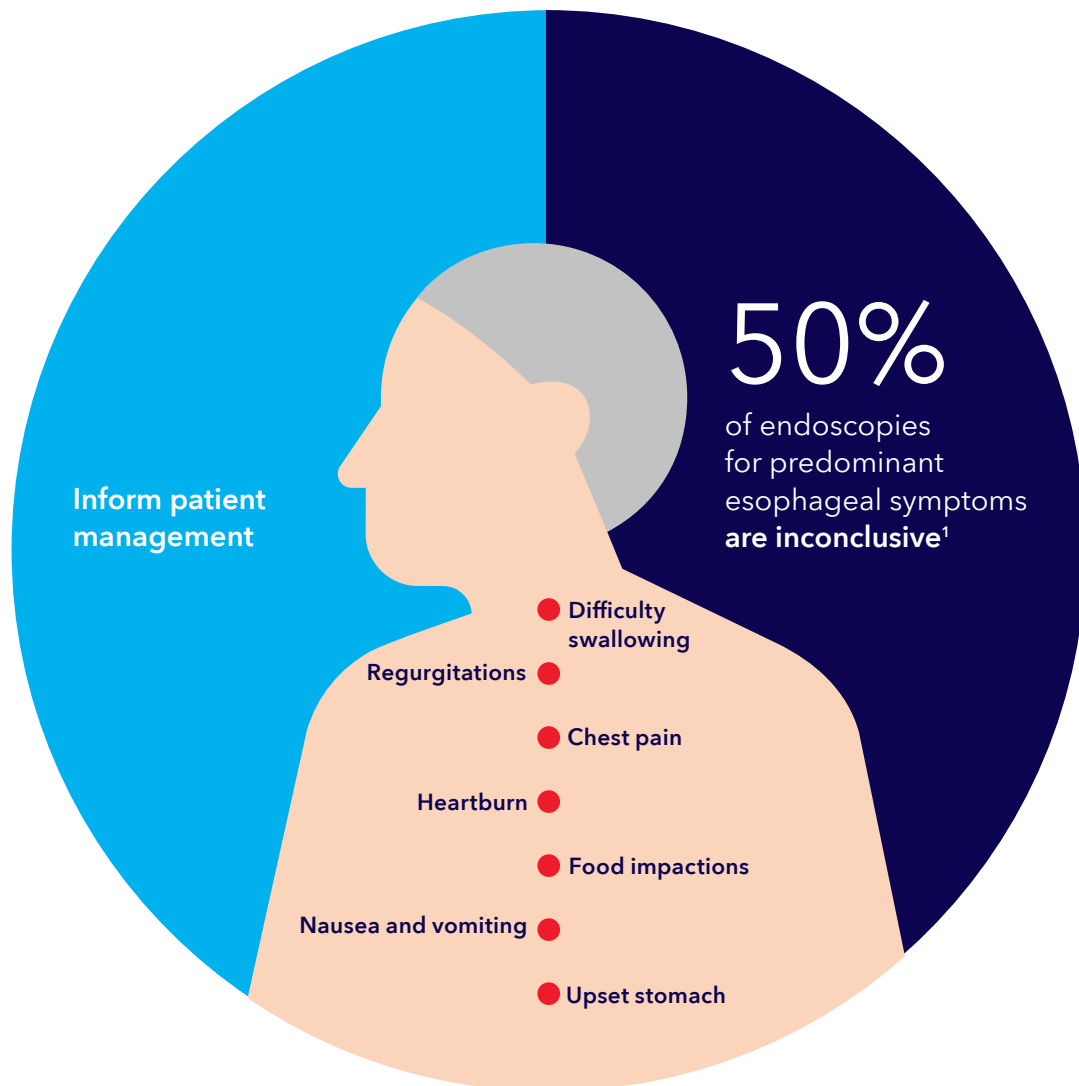 50%
of endoscopies
for predominant
esophageal symptoms
are inconclusive¹
Inform patient
management
Difficulty
swallowing
Regurgitations
Chest pain
Heartburn
Food impactions
Nausea and vomiting
Upset stomach